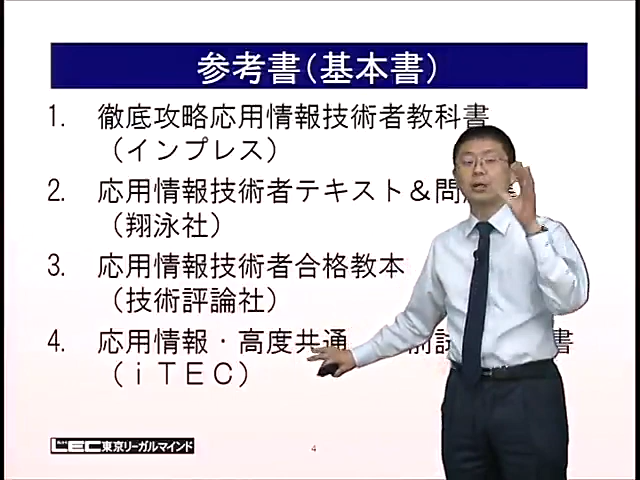 参考書(基本書)
1. 徹底攻略応用情報技術者教科書
(インプレス)
2. 応用情報技術者テキスト&問
(翔泳社)
3. 応用情報技術者合格教本
(技術評論社)
4. 応用情報・高度共通 前 書
(iTEC)
LEC東京リーガルマインド
4